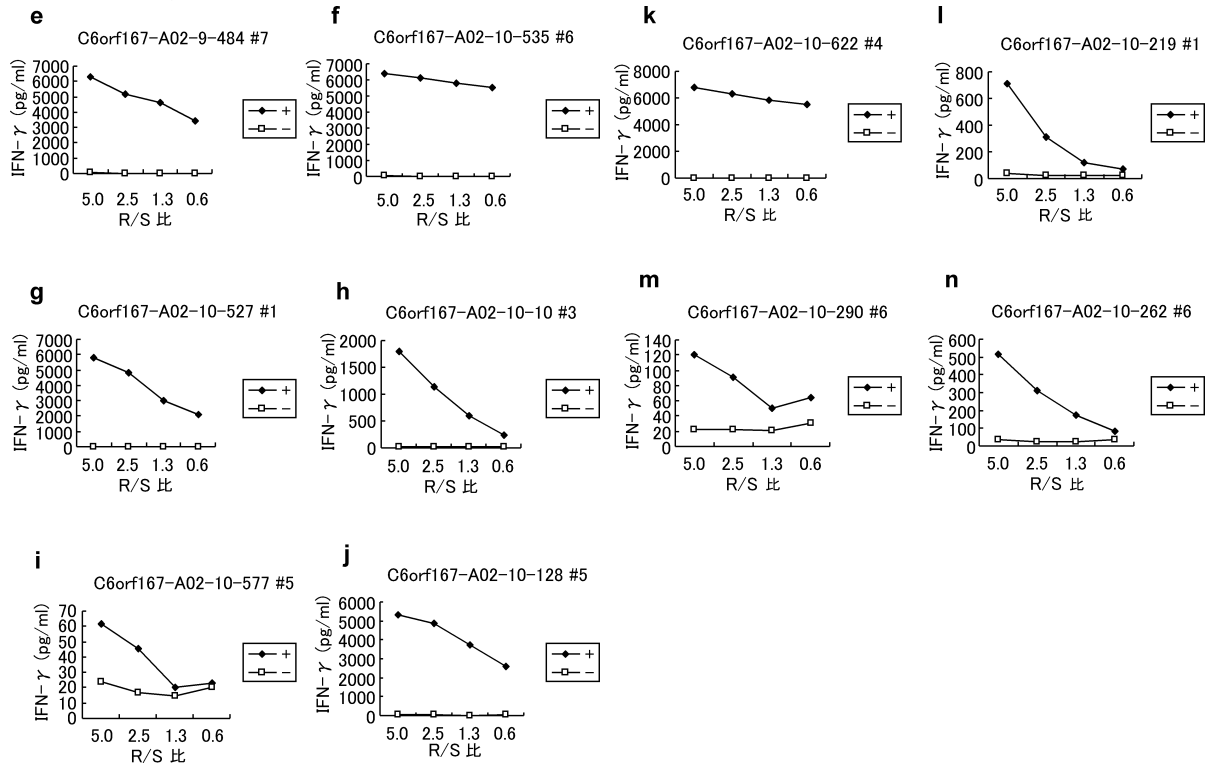 e
C6orf167-A02-9-484 #7
IFN-γ (pg/ml)
7000
6000
5000
4000
3000
2000
1000
0
5.0 2.5 1.3 0.6
R/S 比
+
−
f
C6orf167-A02-10-535 #6
IFN-γ (pg/ml)
7000
6000
5000
4000
3000
2000
1000
0
5.0 2.5 1.3 0.6
R/S 比
+
−
k
C6orf167-A02-10-622 #4
IFN-γ (pg/ml)
8000
6000
4000
2000
0
5.0 2.5 1.3 0.6
R/S 比
+
−
l
C6orf167-A02-10-219 #1
IFN-γ (pg/ml)
800
600
400
200
0
5.0 2.5 1.3 0.6
R/S 比
+
−
g
C6orf167-A02-10-527 #1
IFN-γ (pg/ml)
7000
6000
5000
4000
3000
2000
1000
0
5.0 2.5 1.3 0.6
R/S 比
+
−
h
C6orf167-A02-10-10 #3
IFN-γ (pg/ml)
2000
1500
1000
500
0
5.0 2.5 1.3 0.6
R/S 比
+
−
m
C6orf167-A02-10-290 #6
IFN-γ (pg/ml)
140
120
100
80
60
40
20
0
5.0 2.5 1.3 0.6
R/S 比
+
−
n
C6orf167-A02-10-262 #6
IFN-γ (pg/ml)
600
500
400
300
200
100
0
5.0 2.5 1.3 0.6
R/S 比
+
−
i
C6orf167-A02-10-577 #5
IFN-γ (pg/ml)
70
60
50
40
30
20
10
0
5.0 2.5 1.3 0.6
R/S 比
+
−
j
C6orf167-A02-10-128 #5
IFN-γ (pg/ml)
6000
5000
4000
3000
2000
1000
0
5.0 2.5 1.3 0.6
R/S 比
+
−